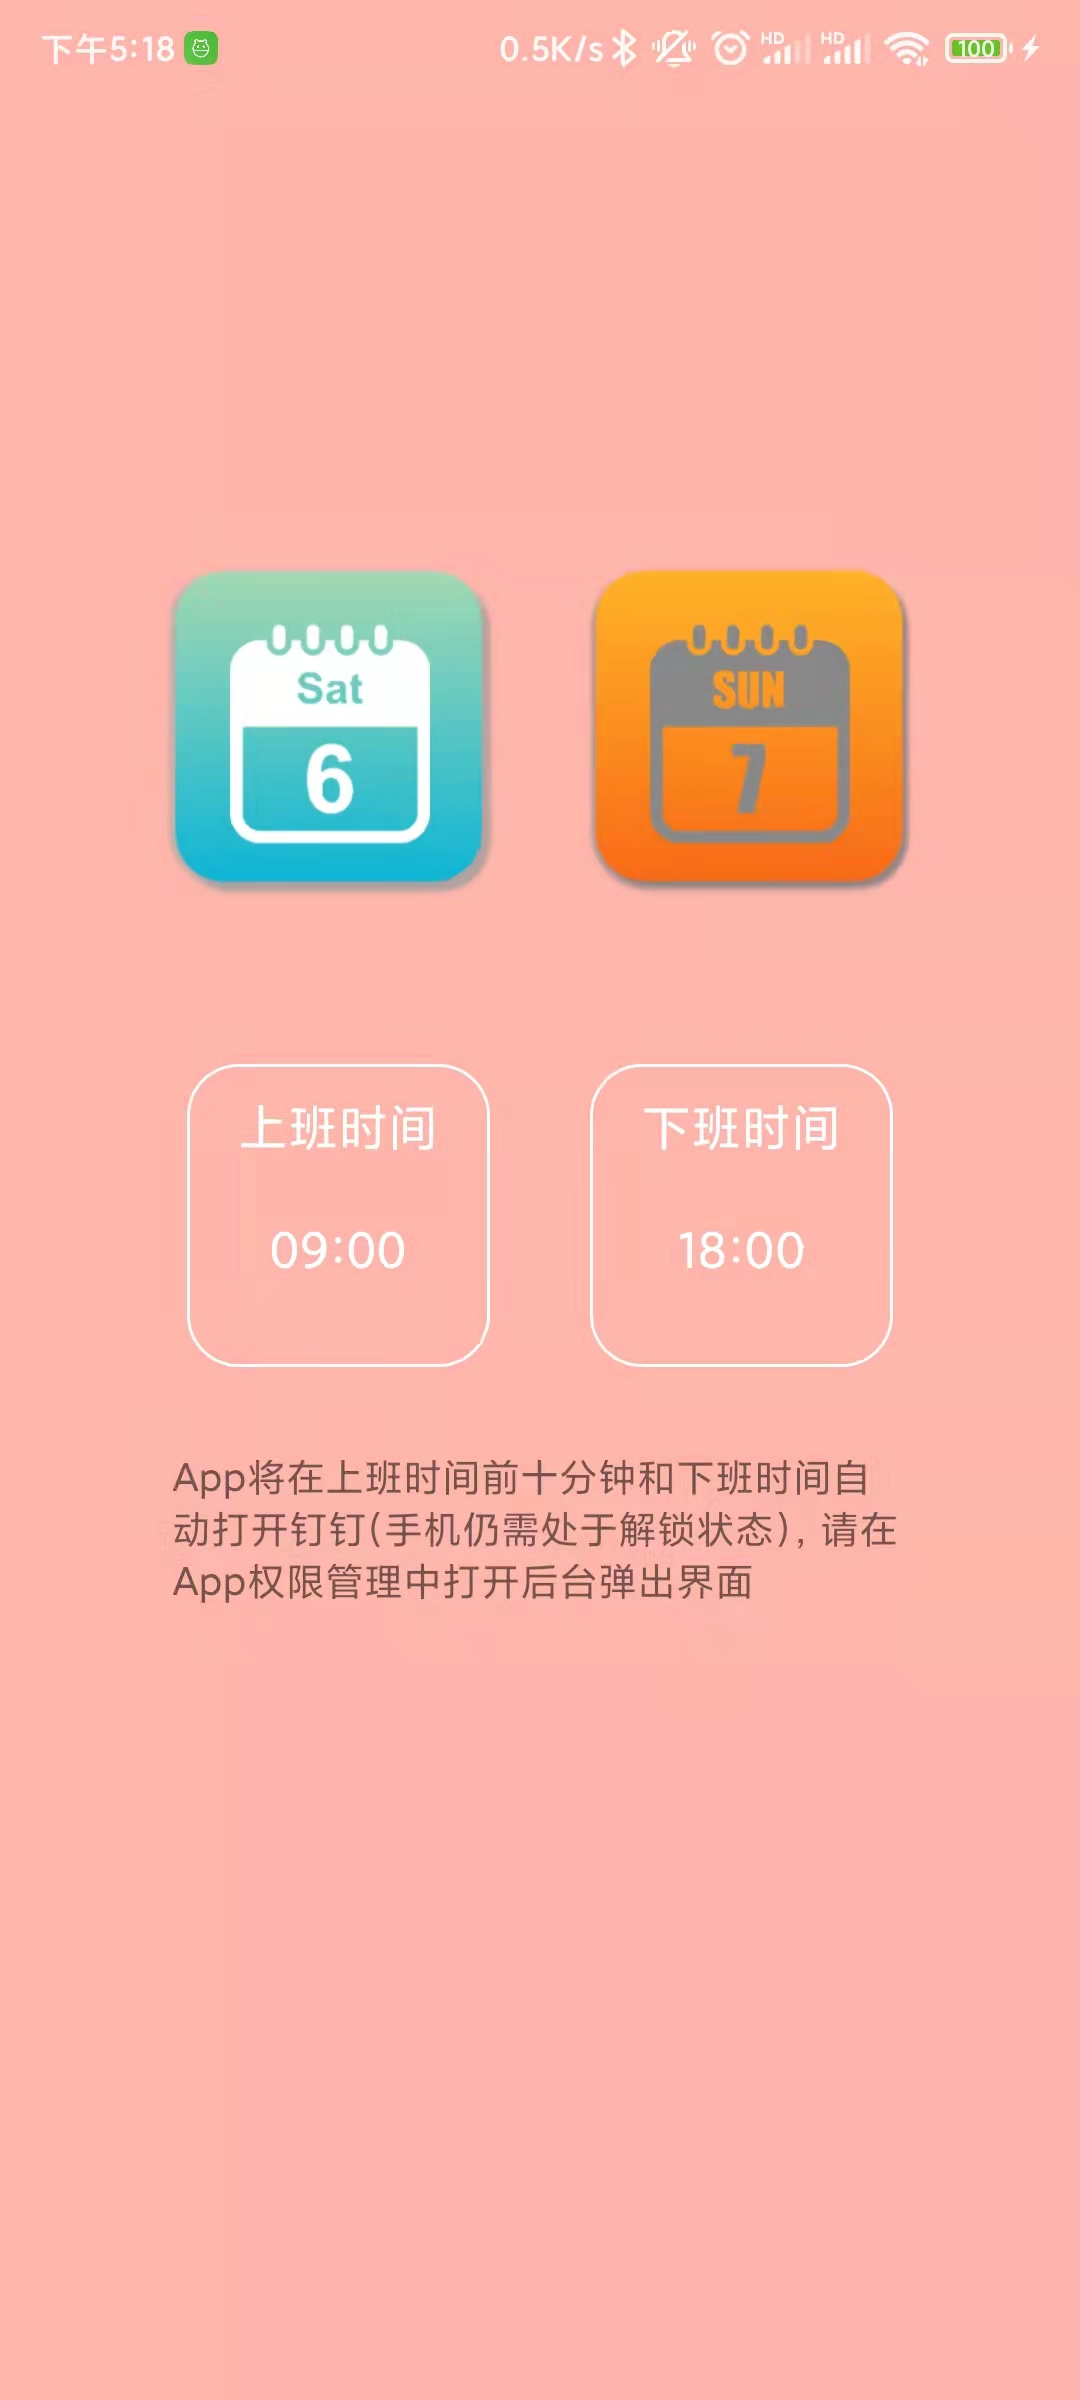 下午5:18
0.5K/s HD HD 100
Sat SUN
6 7
上班时间 下班时间
09:00 18:00
App将在上班时间前十分钟和下班时间自
动打开钉钉(手机仍需处于解锁状态)，请在
App权限管理中打开后台弹出界面